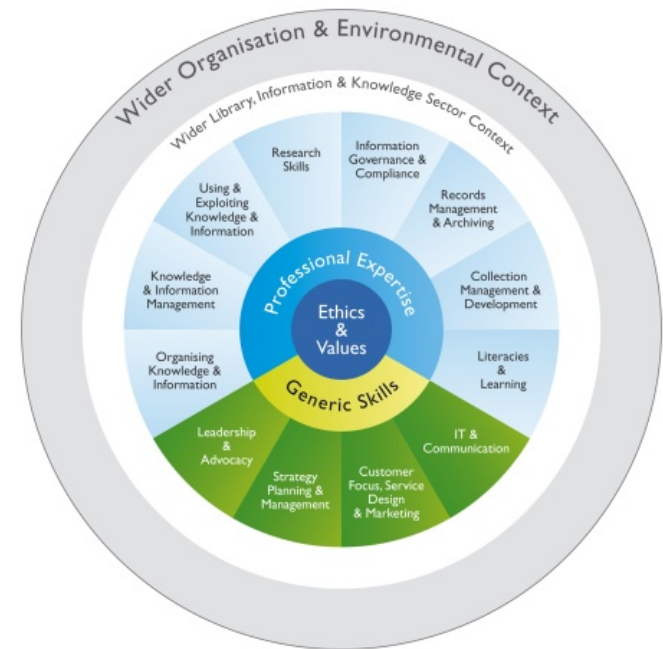 Wider Organisation & Environmental Context
Wider Library, Information & Knowledge Sector Context
Research
Skills
Information
Governance &
Compliance
Using &
Exploiting
Knowledge &
Information
Records
Management
& Archiving
Knowledge
& Information
Management
Collection
Management &
Development
Organising
Knowledge &
Information
Literacies
&
Learning
Professional Expertise
Ethics
&
Values
Generic Skills
Leadership
&
Advocacy
Strategy
Planning &
Management
Customer
Focus, Service
Design
& Marketing
IT &
Communication